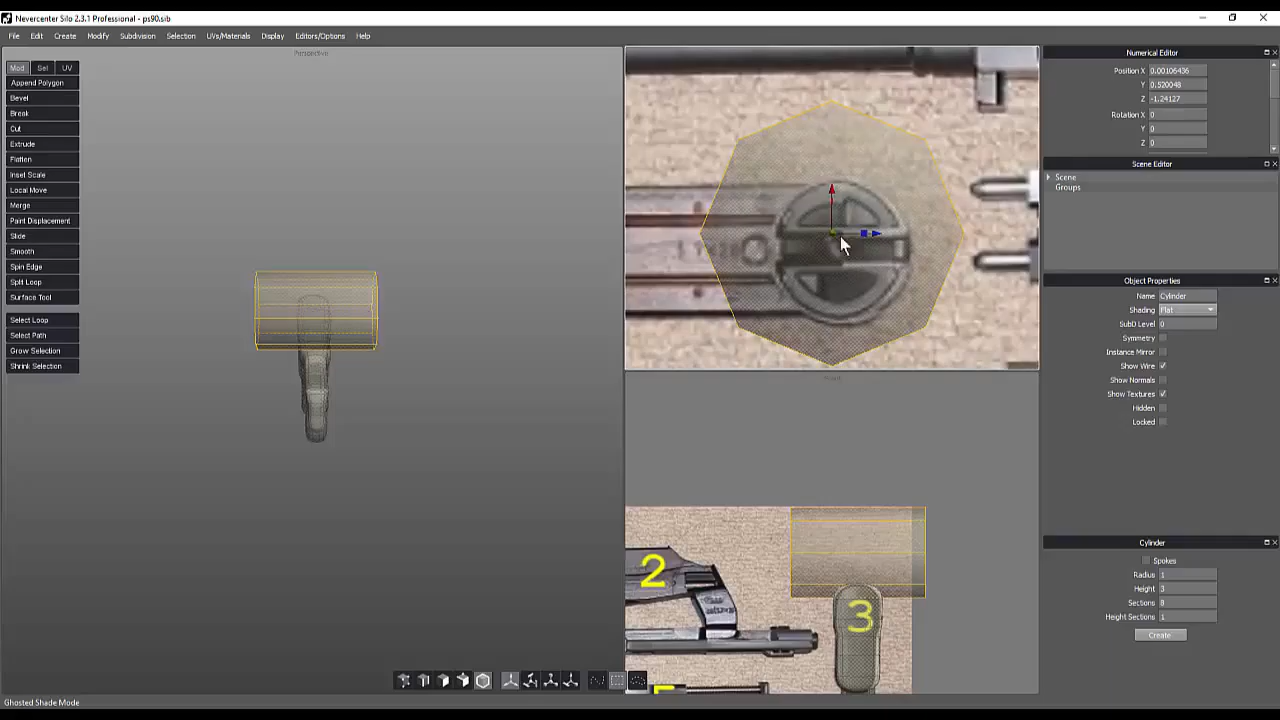 Nevercenter Silo 2.3.1 Professional - ps90.sib
File Edit Create Modify Subdivision Selection UVs/Materials Display Editors/Options Help
Perspective
Mod Sel UV
Append Polygon
Bevel
Break
Cut
Extrude
Flatten
Inset Scale
Local Move
Merge
Paint Displacement
Slide
Smooth
Spin Edge
Split Loop
Surface Tool
Select Loop
Select Path
Grow Selection
Shrink Selection
2
3
Numerical Editor
Position X 0.00106436
Y 0.520048
Z -1.24127
Rotation X 0
Y 0
Z 0
Scene Editor
Scene
Groups
Object Properties
Name Cylinder
Shading Flat
SubD Level 0
Symmetry
Instance Mirror
Show Wire
Show Normals
Show Textures
Hidden
Locked
Cylinder
Spokes
Radius 1
Height 3
Sections 8
Height Sections 1
Create
Ghosted Shade Mode